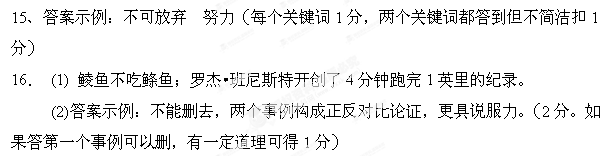 15、答案示例：不可放弃　努力（每个关键词1分，两个关键词都答到但不简洁扣1
分）
16. (1) 鲮鱼不吃鲦鱼；罗杰•班尼斯特开创了4分钟跑完1英里的纪录。
(2)答案示例：不能删去，两个事例构成正反对比论证，更具说服力。（2分。如
果答第一个事例可以删，有一定道理可得1分）